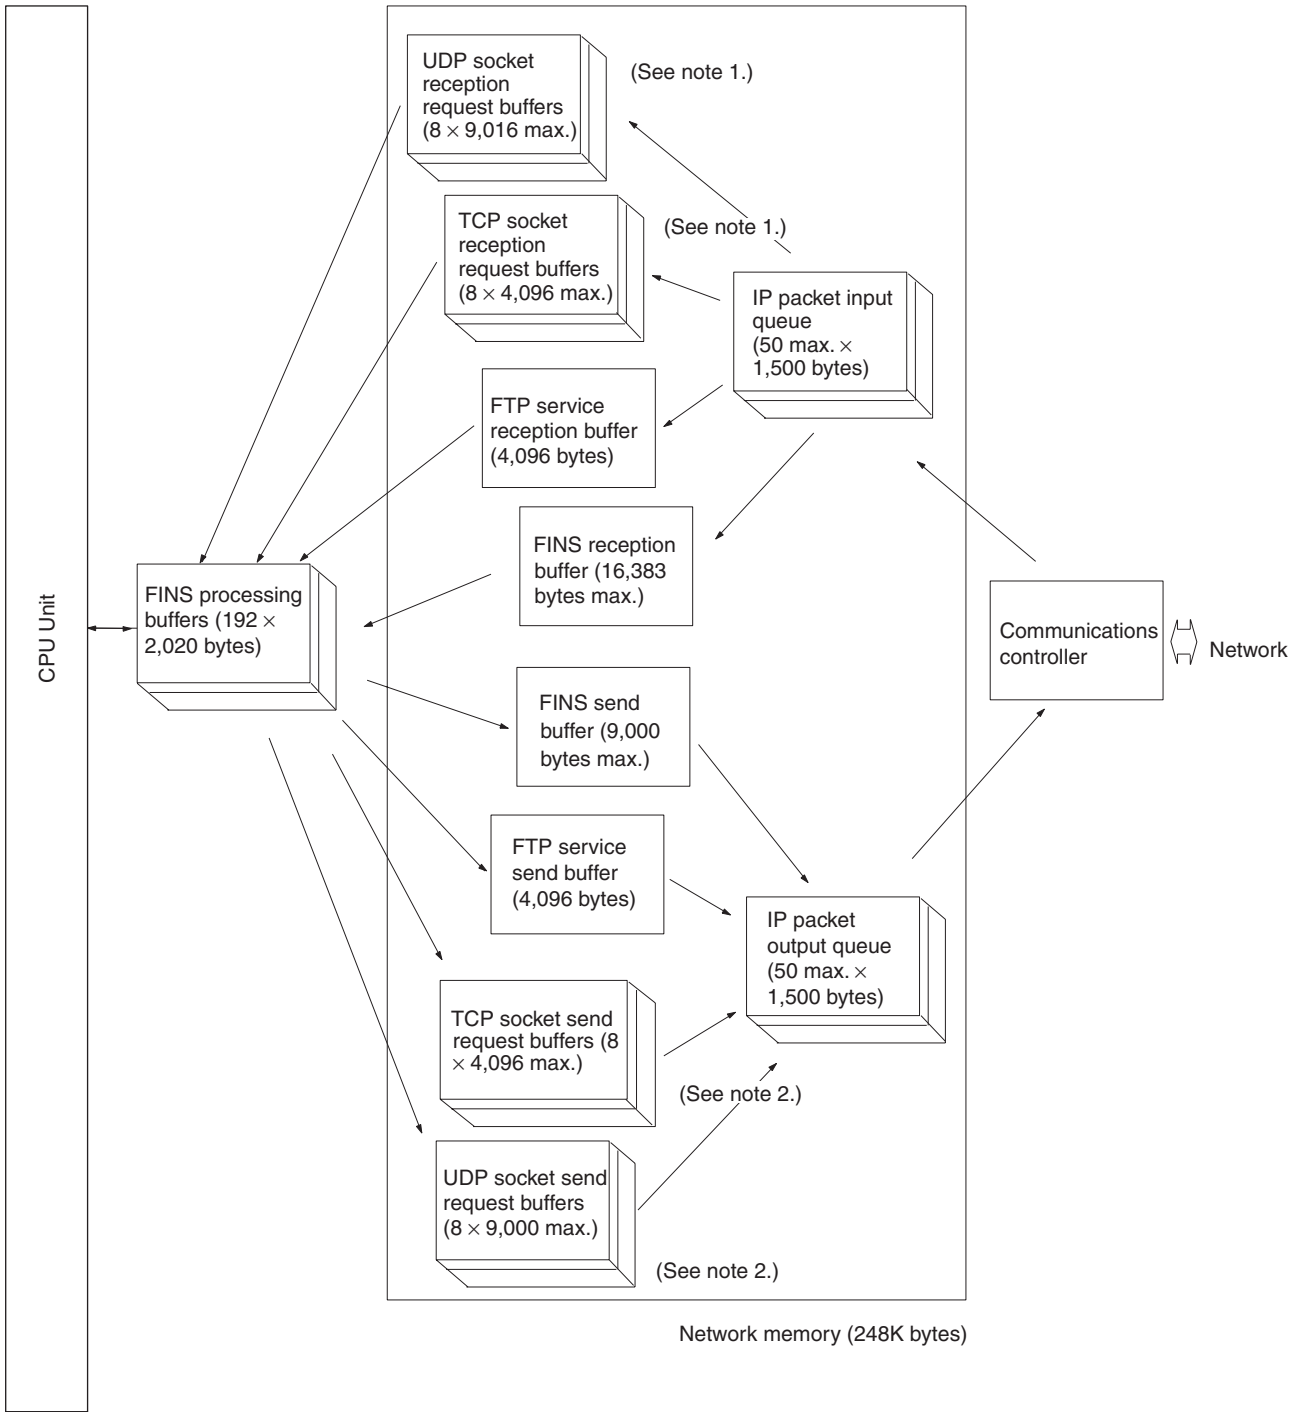 UDP socket
reception
request buffers
(8 × 9,016 max.)
(See note 1.)
TCP socket
reception
request buffers
(8 × 4,096 max.)
(See note 1.)
IP packet input
queue
(50 max. ×
1,500 bytes)
FTP service
reception buffer
(4,096 bytes)
FINS reception
buffer (16,383
bytes max.)
CPU Unit
FINS processing
buffers (192 ×
2,020 bytes)
Communications
controller
Network
FINS send
buffer (9,000
bytes max.)
FTP service
send buffer
(4,096 bytes)
IP packet
output queue
(50 max. ×
1,500 bytes)
TCP socket send
request buffers (8
× 4,096 max.)
(See note 2.)
UDP socket send
request buffers
(8 × 9,000 max.)
(See note 2.)
Network memory (248K bytes)